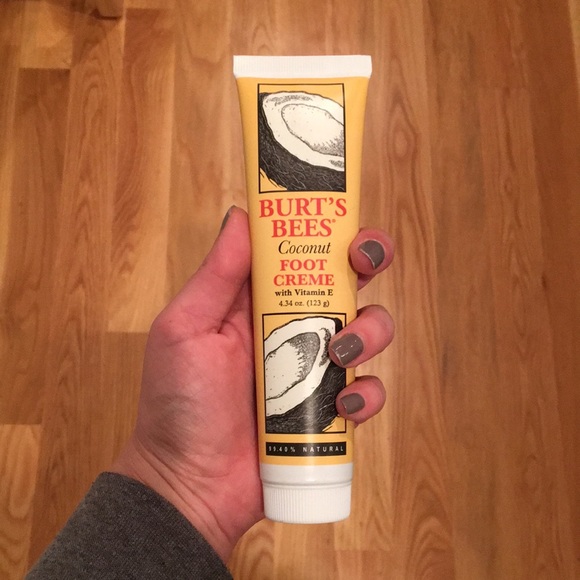 BURT'S
BEES®
Coconut
FOOT
CREME
with Vitamin E
4.34 oz. (123 g)
99.40% NATURAL